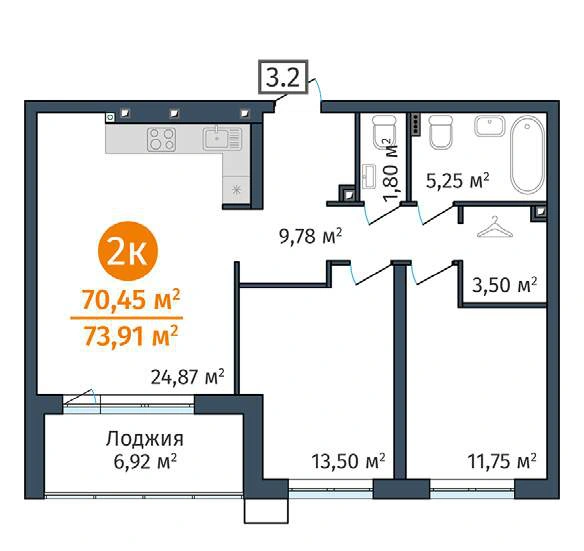 3.2
1,80 м²
5,25 м²
9,78 м²
2к
3,50 м²
70,45 м²
73,91 м²
24,87 м²
Лоджия
6,92 м²
13,50 м²
11,75 м²